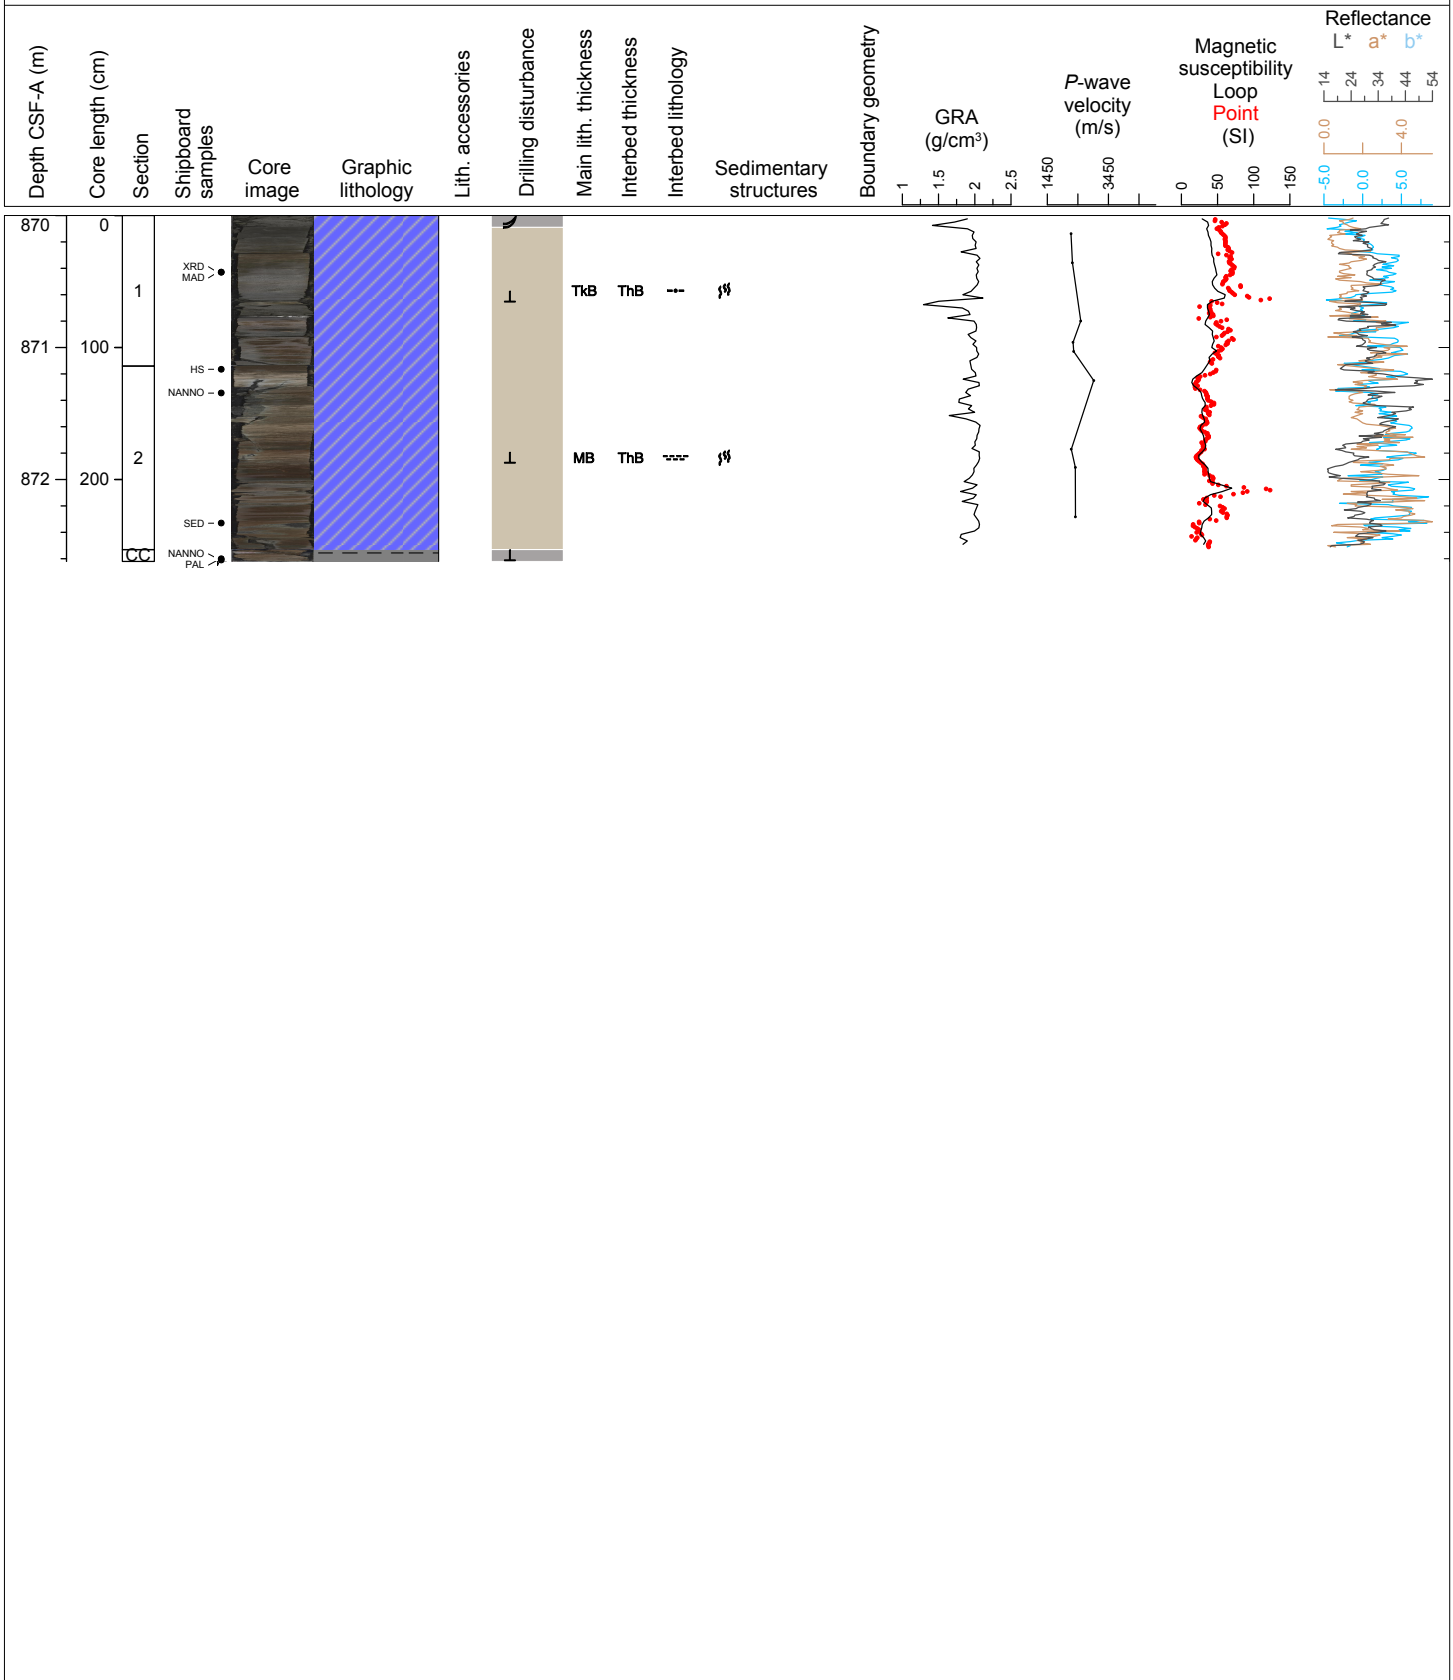 Depth CSF-A (m)
Core length (cm)
Section
Shipboard
samples
Core
image
Graphic
lithology
Lith. accessories
Drilling disturbance
Main lith. thickness
Interbed thickness
Interbed lithology
Sedimentary
structures
Boundary geometry
GRA
(g/cm³)
1 1.5 2 2.5
P-wave
velocity
(m/s)
1450 3450
Magnetic
susceptibility
Loop
Point
(SI)
0 50 100 150
Reflectance
L* a* b*
14 24 34 44 54
0.0 4.0
-5.0 0.0 5.0
870 0
XRD
MAD
1 TkB ThB
871 100
HS
NANNO
2 MB ThB
872 200
SED
CC NANNO
PAL